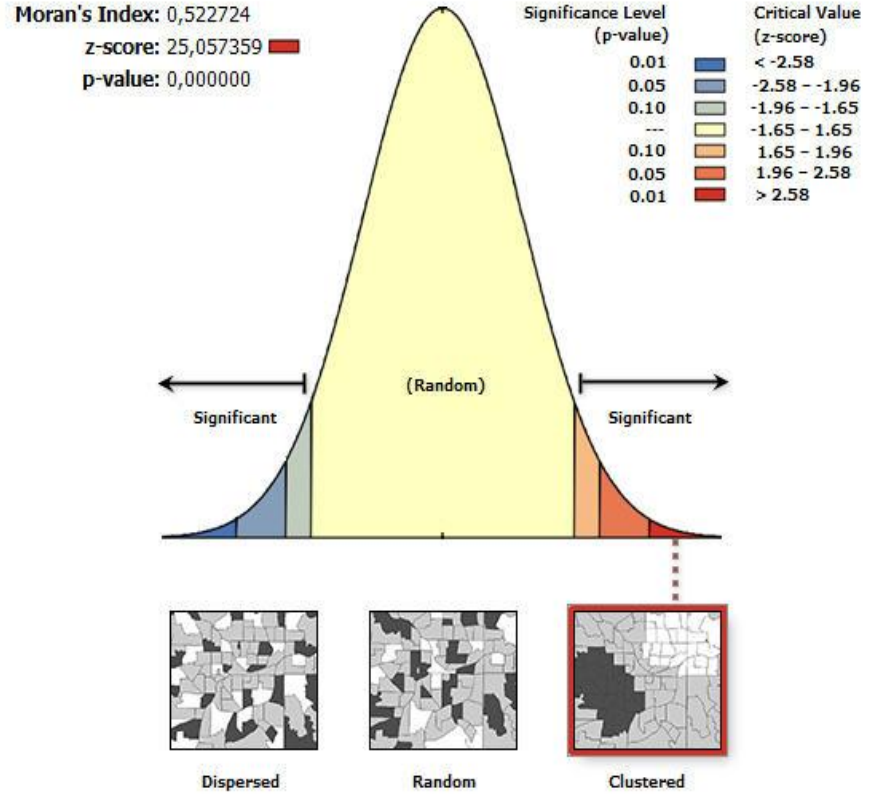 Moran's Index: 0,522724
z-score: 25,057359
p-value: 0,000000
Significance Level
(p-value)
Critical Value
(z-score)
0.01 < -2.58
0.05 -2.58 – -1.96
0.10 -1.96 – -1.65
--- -1.65 – 1.65
0.10 1.65 – 1.96
0.05 1.96 – 2.58
0.01 > 2.58
(Random)
Significant
Significant
Dispersed
Random
Clustered